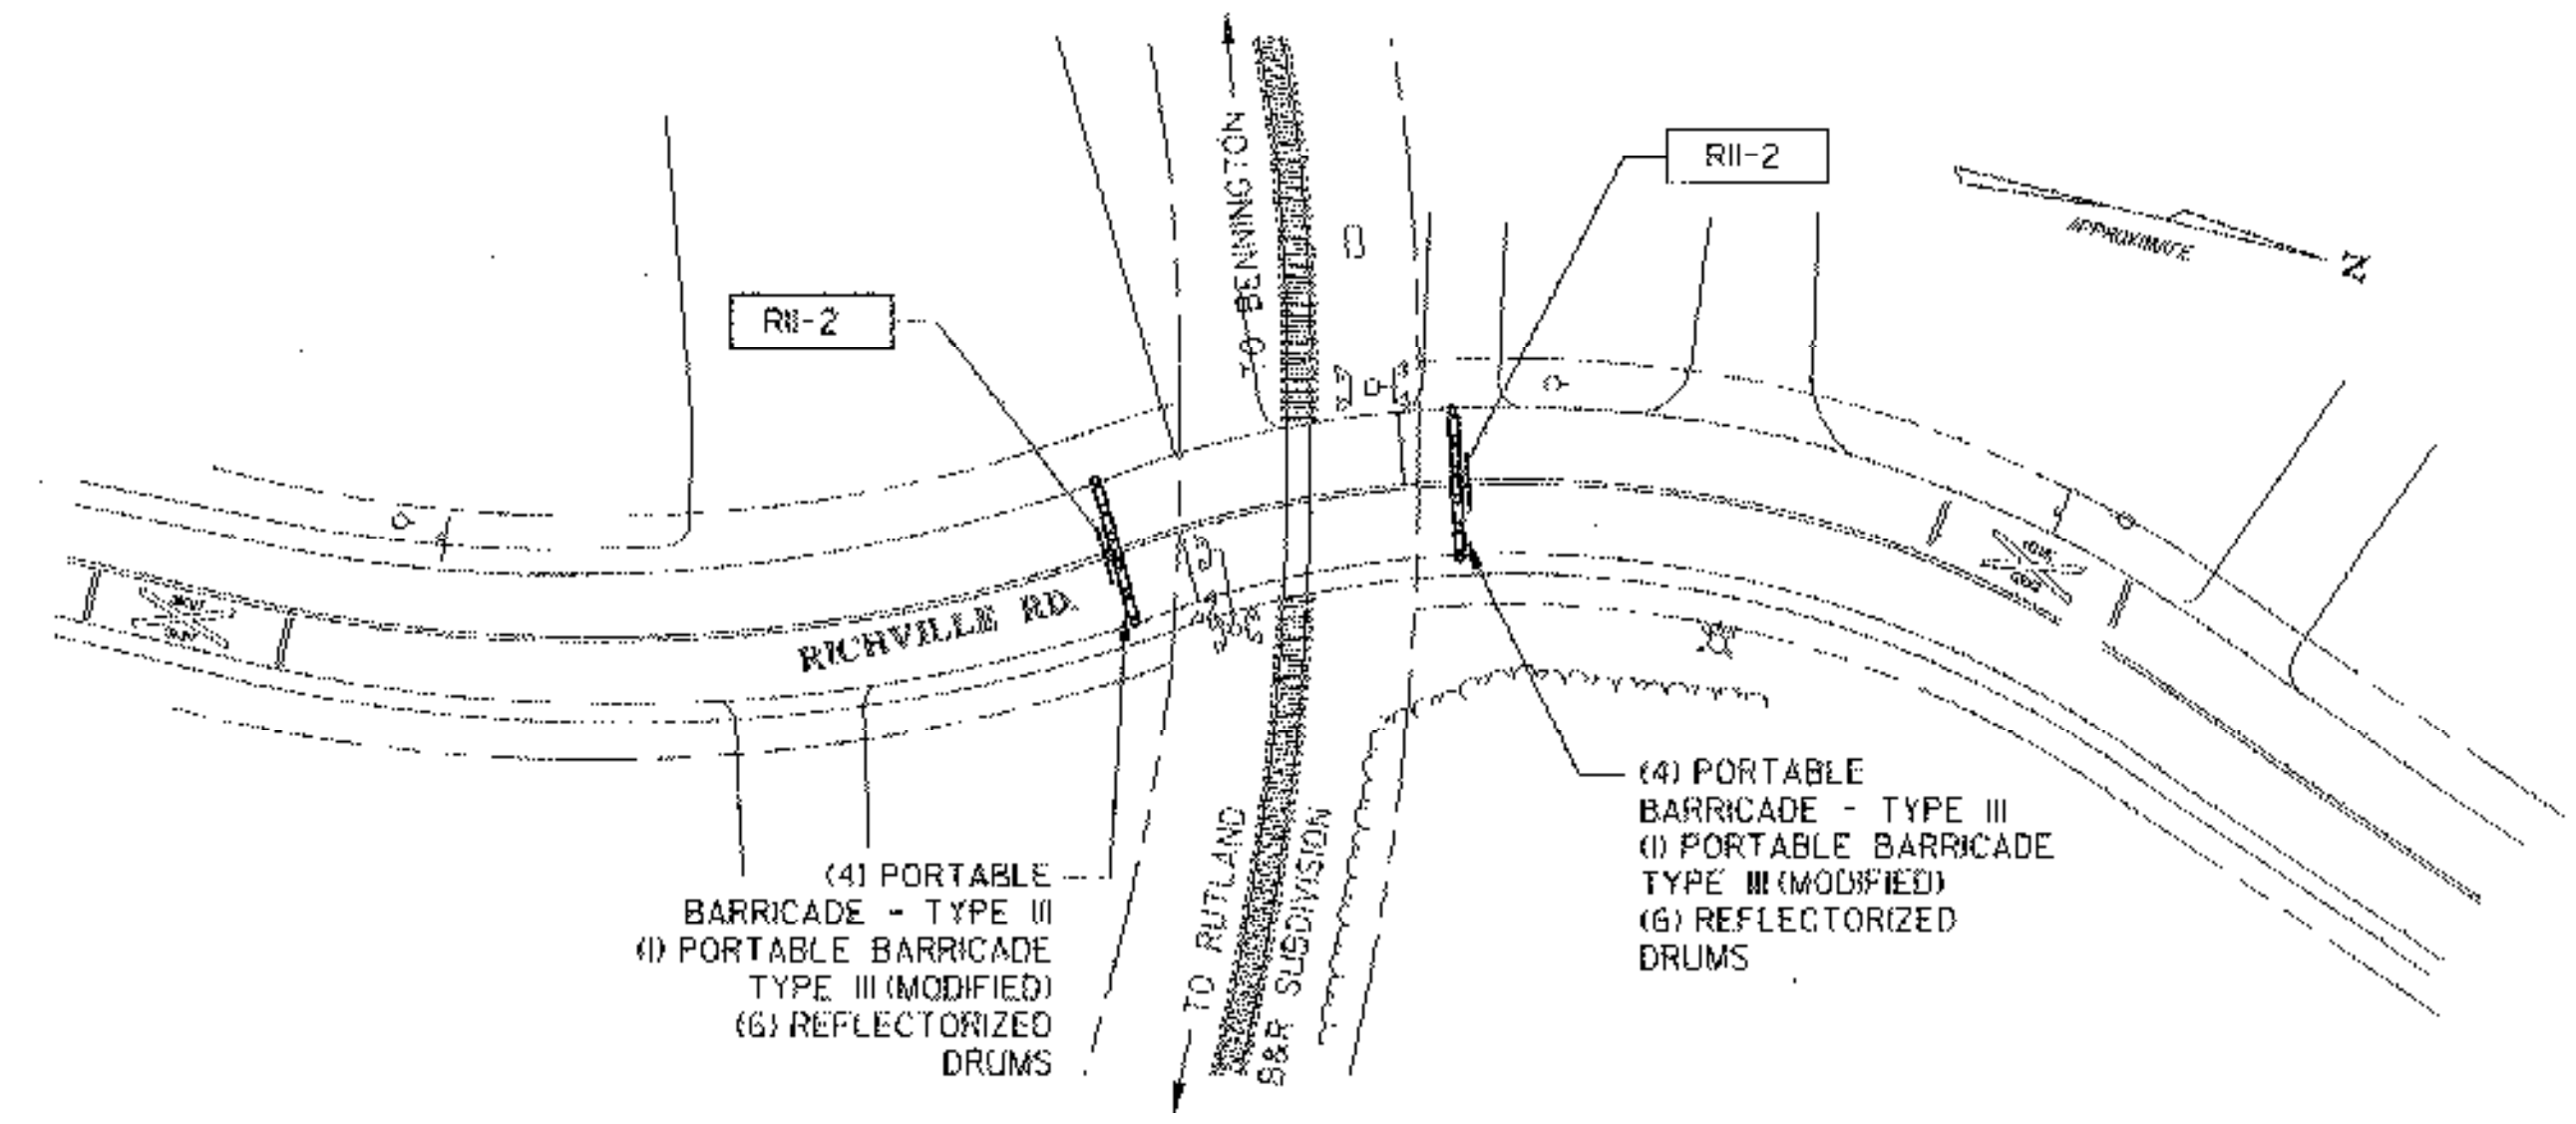 TO BENNINGTON
R11-2
APPROXIMATE
N
R11-2
RICHVILLE RD.
(4) PORTABLE
BARRICADE - TYPE III
(1) PORTABLE BARRICADE
TYPE III (MODIFIED)
(6) REFLECTORIZED
DRUMS
(4) PORTABLE
BARRICADE - TYPE III
(1) PORTABLE BARRICADE
TYPE III (MODIFIED)
(6) REFLECTORIZED
DRUMS
TO RUTLAND
B&R SUBDIVISION